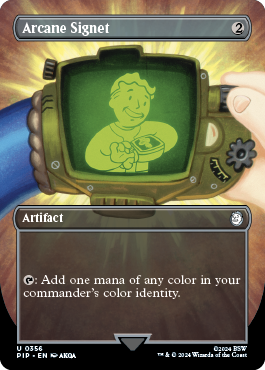 Arcane Signet 2
Artifact
: Add one mana of any color in your
commander's color identity.
U 0356
PIP • EN AKQA
©2024 BSW
™ & © 2024 Wizards of the Coast